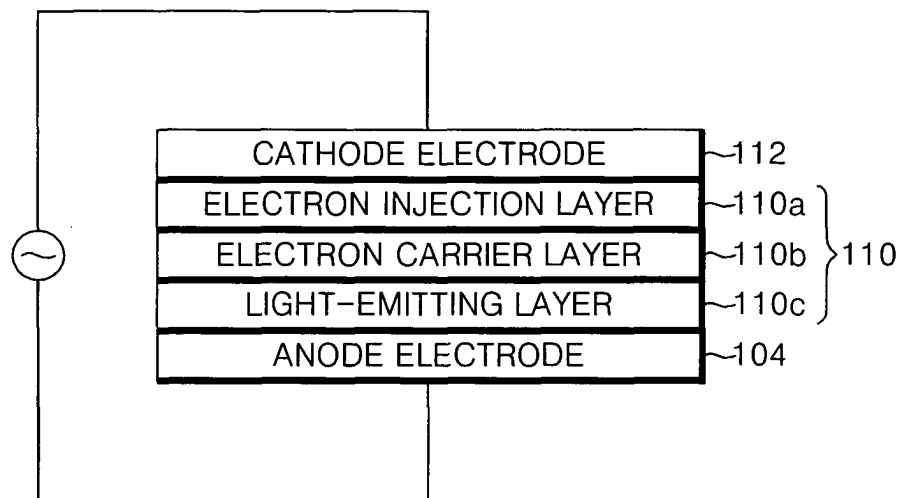 CATHODE ELECTRODE 112
ELECTRON INJECTION LAYER 110a
ELECTRON CARRIER LAYER 110b 110
LIGHT-EMITTING LAYER 110c
ANODE ELECTRODE 104